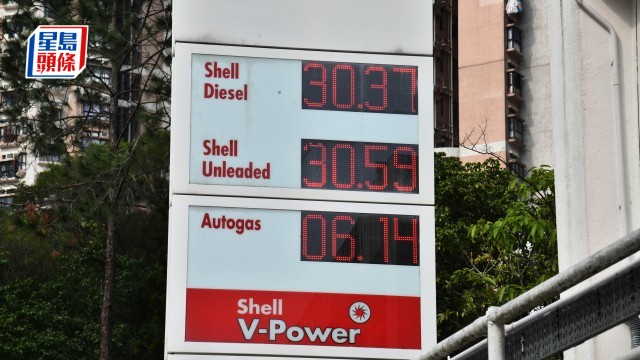 星島
頭條
Shell
Diesel
30.37
Shell
Unleaded
30.59
Autogas
06.14
Shell
V-Power